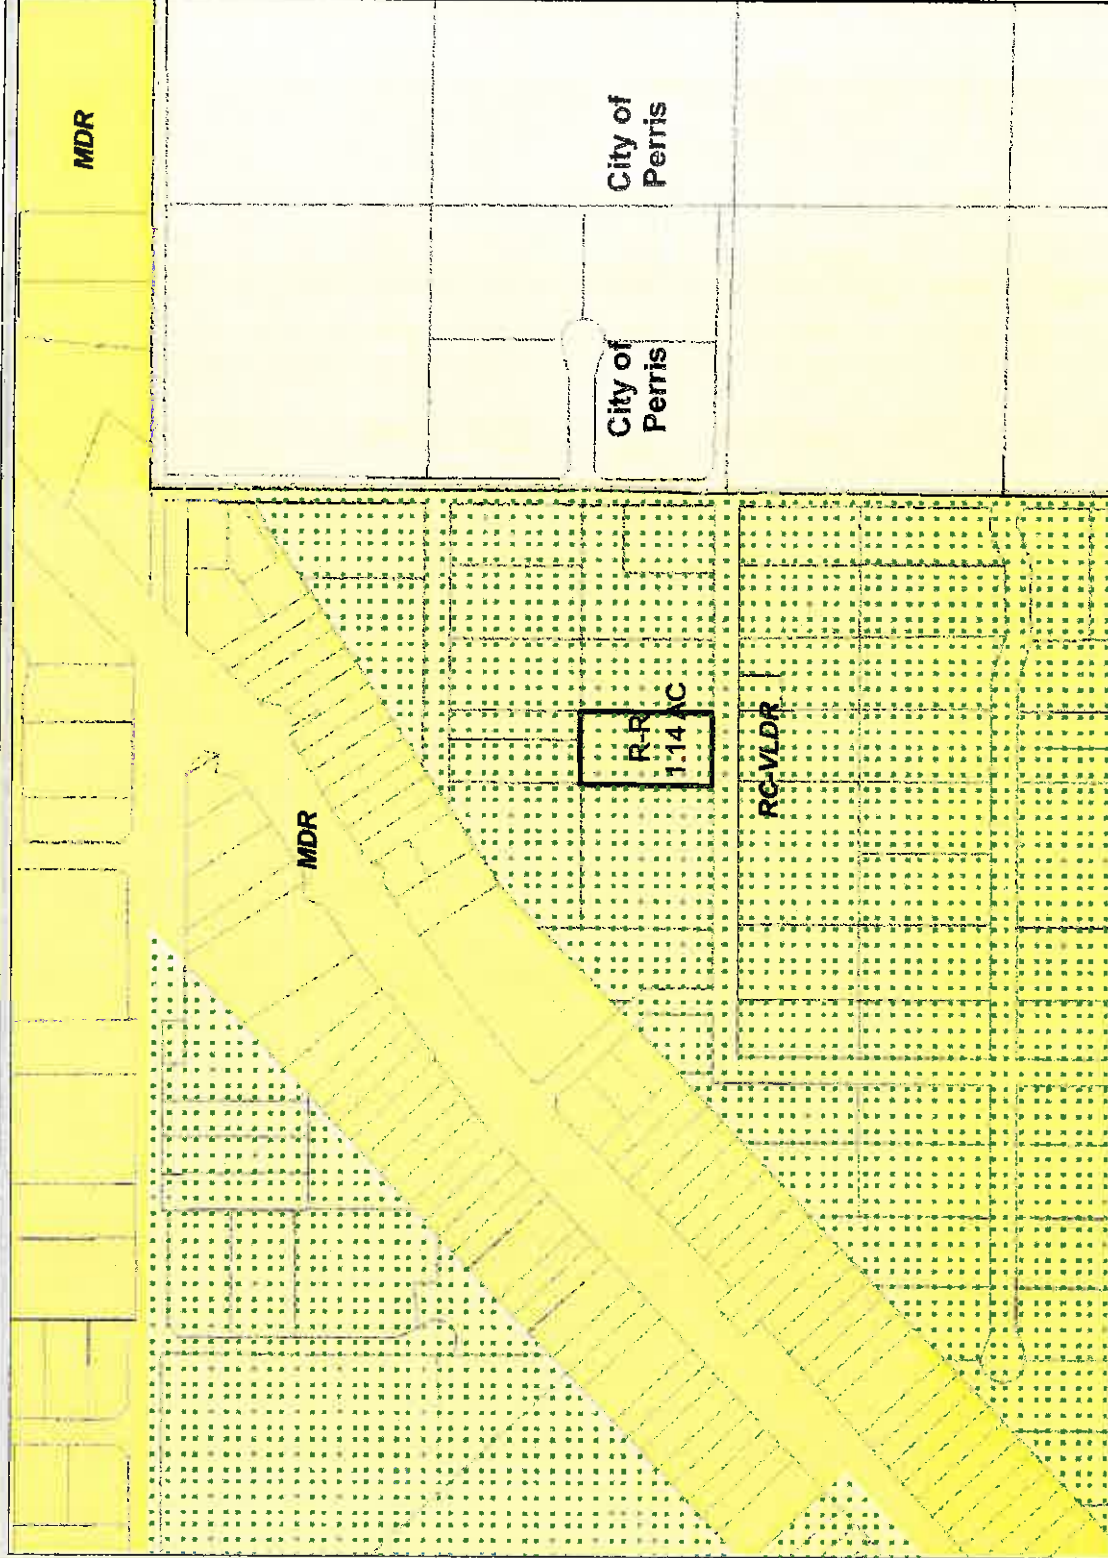 MDR
City of
Perris
City of
Perris
MDR
R-R
1.14 AC
RC-VLDR